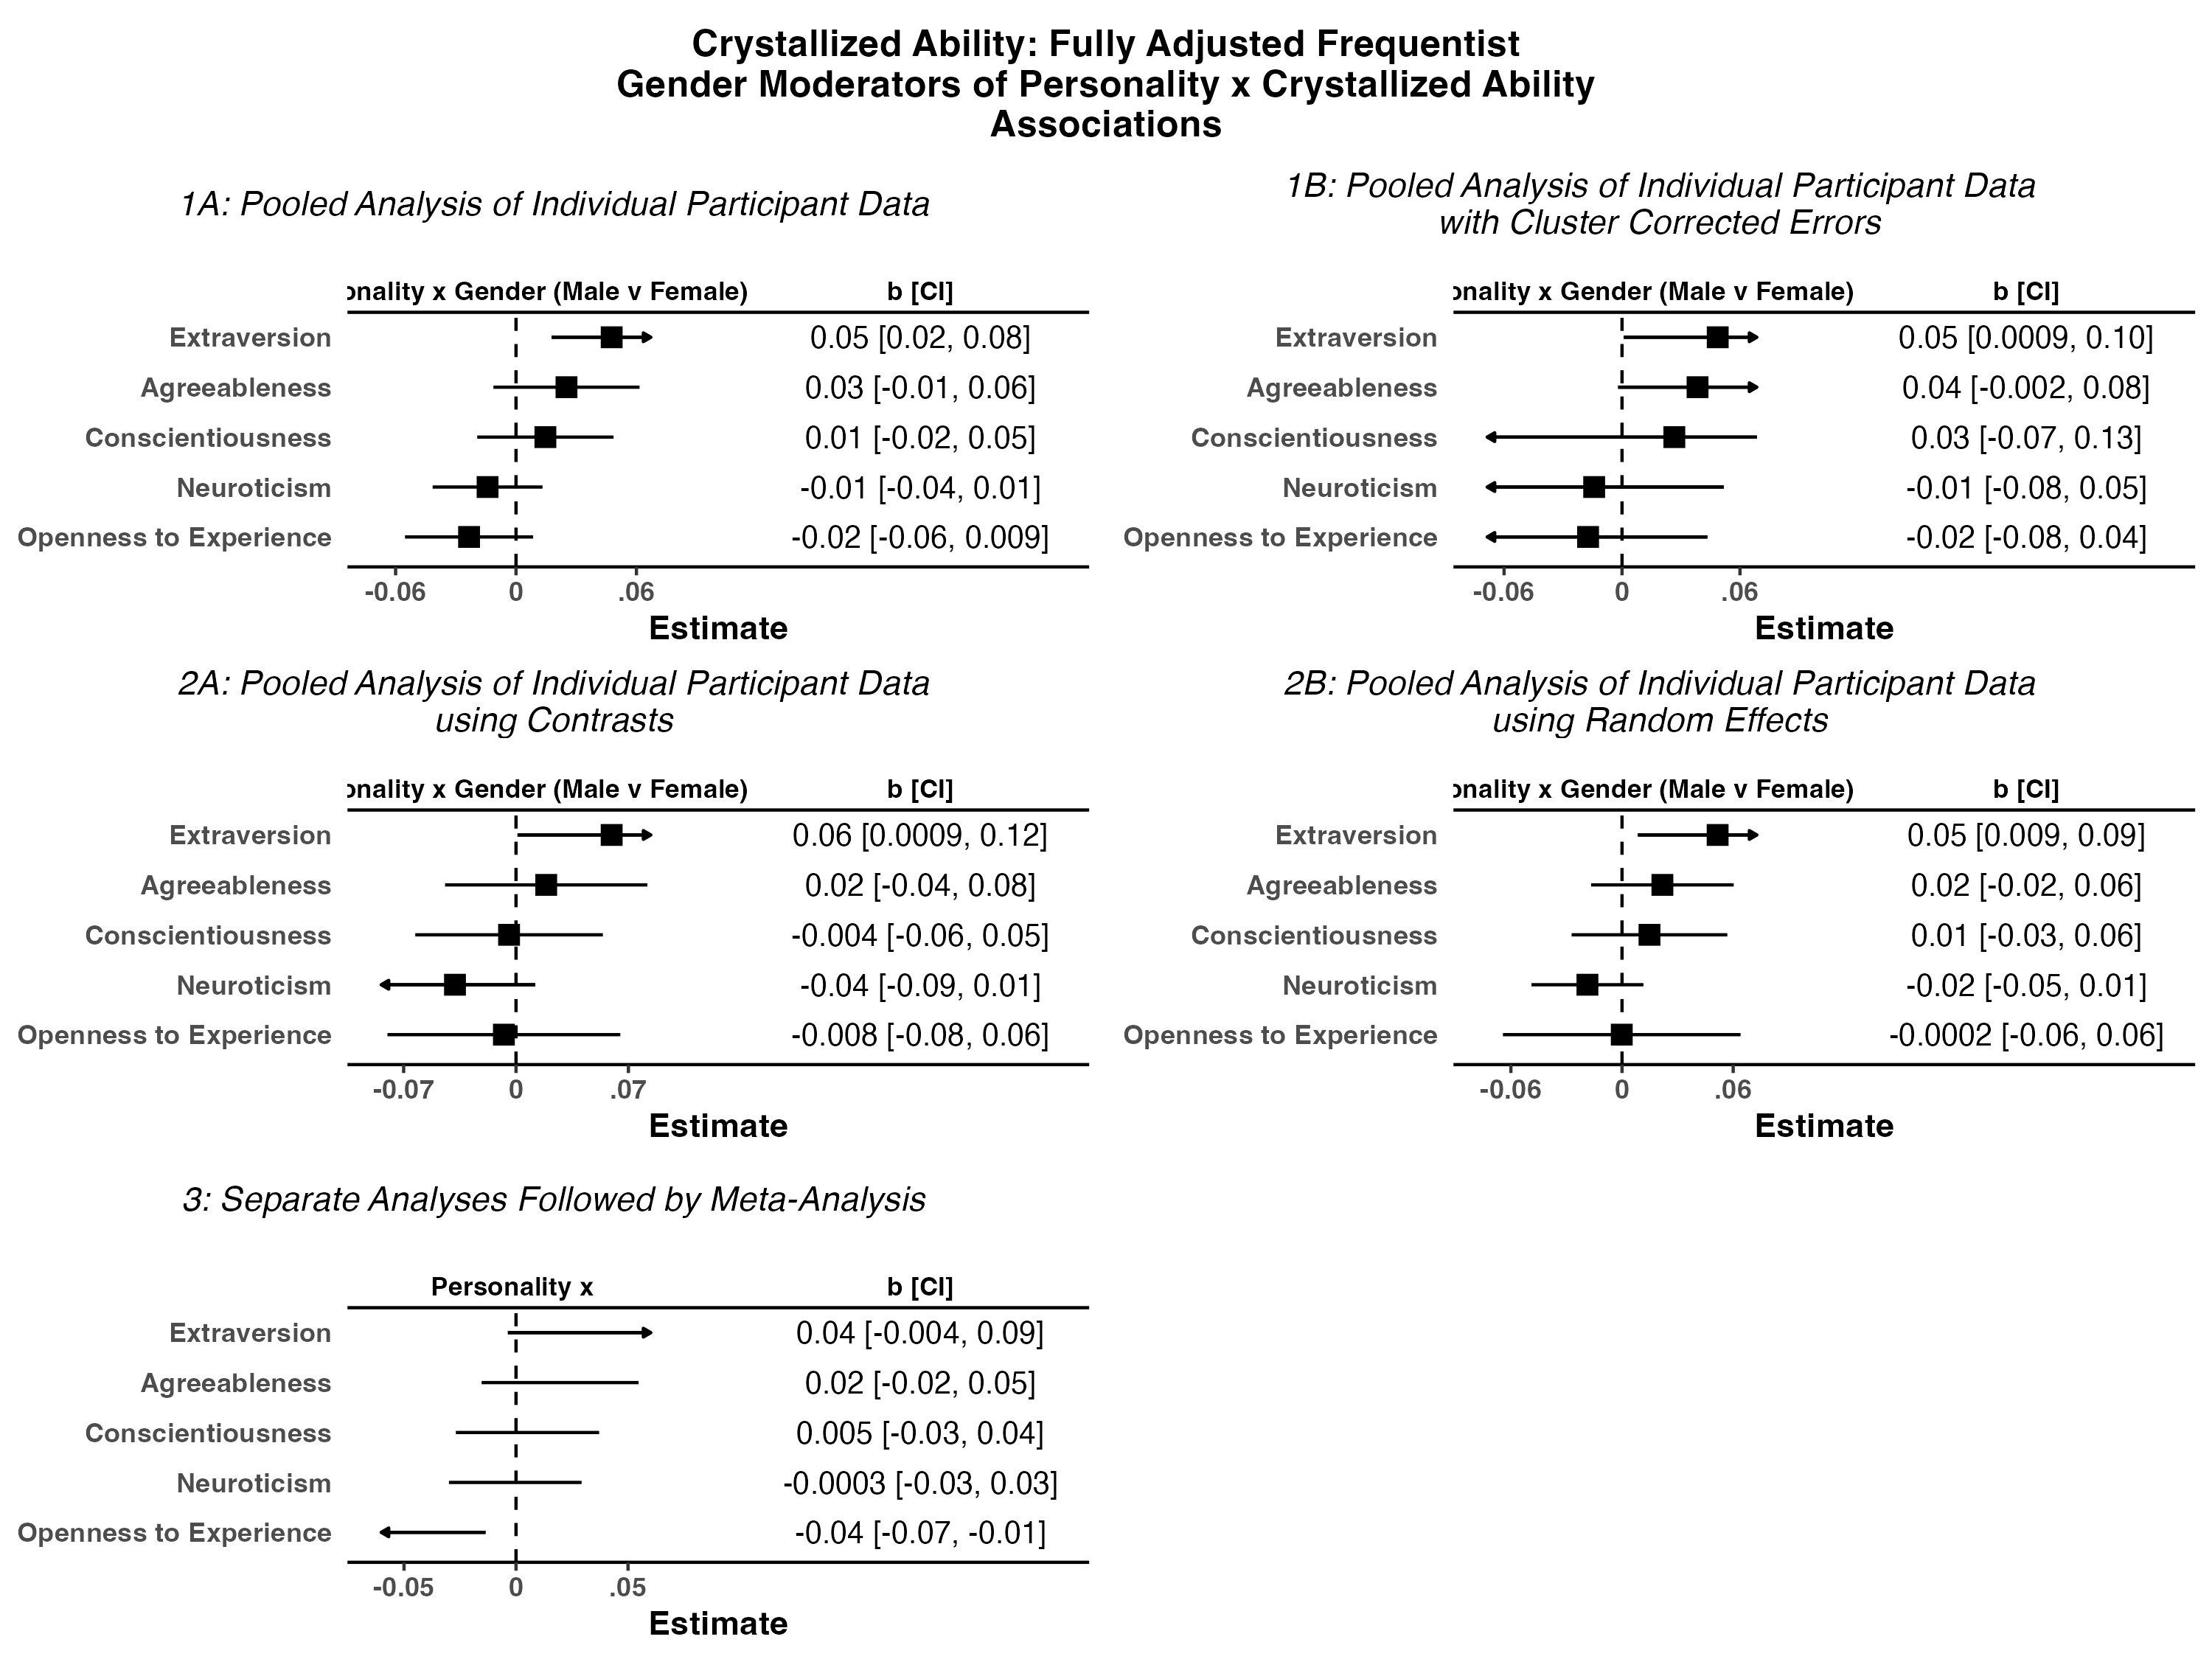 Crystallized Ability: Fully Adjusted Frequentist
Gender Moderators of Personality x Crystallized Ability
Associations
1A: Pooled Analysis of Individual Participant Data
onality x Gender (Male v Female) b [CI]
Extraversion 0.05 [0.02, 0.08]
Agreeableness 0.03 [-0.01, 0.06]
Conscientiousness 0.01 [-0.02, 0.05]
Neuroticism -0.01 [-0.04, 0.01]
Openness to Experience -0.02 [-0.06, 0.009]
-0.06 0 .06
Estimate
1B: Pooled Analysis of Individual Participant Data
with Cluster Corrected Errors
onality x Gender (Male v Female) b [CI]
Extraversion 0.05 [0.0009, 0.10]
Agreeableness 0.04 [-0.002, 0.08]
Conscientiousness 0.03 [-0.07, 0.13]
Neuroticism -0.01 [-0.08, 0.05]
Openness to Experience -0.02 [-0.08, 0.04]
-0.06 0 .06
Estimate
2A: Pooled Analysis of Individual Participant Data
using Contrasts
onality x Gender (Male v Female) b [CI]
Extraversion 0.06 [0.0009, 0.12]
Agreeableness 0.02 [-0.04, 0.08]
Conscientiousness -0.004 [-0.06, 0.05]
Neuroticism -0.04 [-0.09, 0.01]
Openness to Experience -0.008 [-0.08, 0.06]
-0.07 0 .07
Estimate
2B: Pooled Analysis of Individual Participant Data
using Random Effects
onality x Gender (Male v Female) b [CI]
Extraversion 0.05 [0.009, 0.09]
Agreeableness 0.02 [-0.02, 0.06]
Conscientiousness 0.01 [-0.03, 0.06]
Neuroticism -0.02 [-0.05, 0.01]
Openness to Experience -0.0002 [-0.06, 0.06]
-0.06 0 .06
Estimate
3: Separate Analyses Followed by Meta-Analysis
Personality x b [CI]
Extraversion 0.04 [-0.004, 0.09]
Agreeableness 0.02 [-0.02, 0.05]
Conscientiousness 0.005 [-0.03, 0.04]
Neuroticism -0.0003 [-0.03, 0.03]
Openness to Experience -0.04 [-0.07, -0.01]
-0.05 0 .05
Estimate